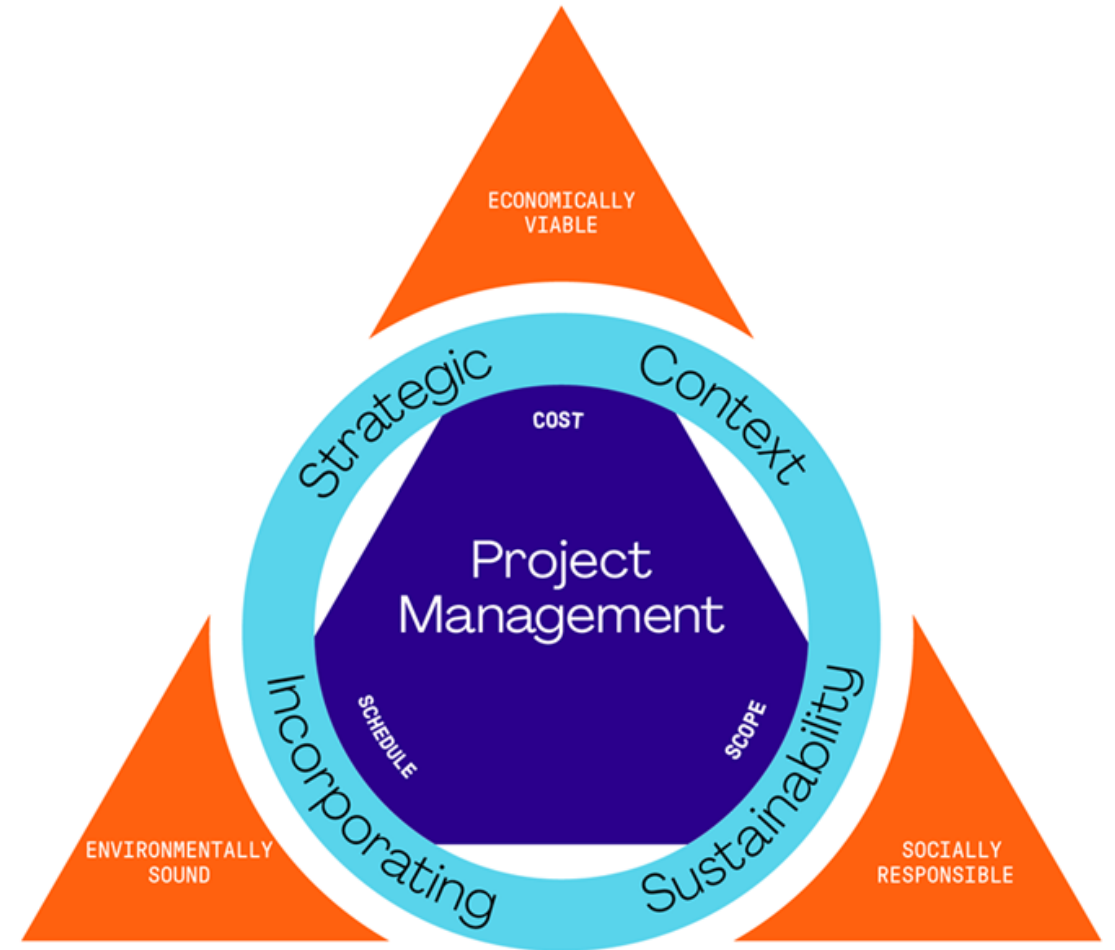 ECONOMICALLY
VIABLE
Strategic Context
COST
Project
Management
SCHEDULE
SCOPE
Incorporating Sustainability
ENVIRONMENTALLY
SOUND
SOCIALLY
RESPONSIBLE